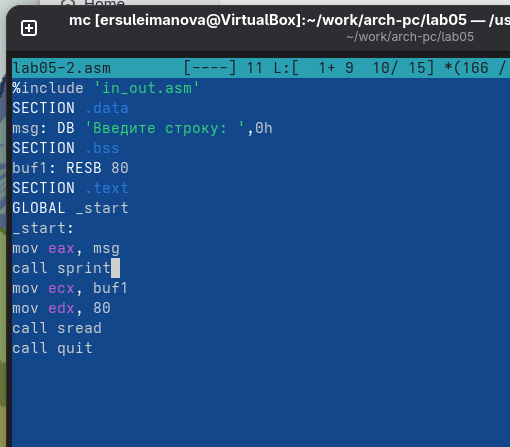 Home
mc [ersuleimanova@VirtualBox]:~/work/arch-pc/lab05 — /us
~/work/arch-pc/lab05
lab05-2.asm [----] 11 L:[ 1+ 9 10/ 15] *(166 /
%include 'in_out.asm'
SECTION .data
msg: DB 'Введите строку: ',0h
SECTION .bss
buf1: RESB 80
SECTION .text
GLOBAL _start
_start:
mov eax, msg
call sprint
mov ecx, buf1
mov edx, 80
call sread
call quit